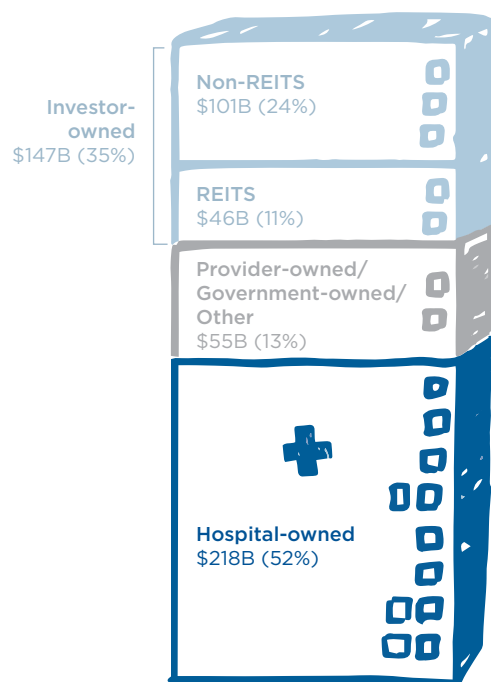 Non-REITS
$101B (24%)
Investor-
owned
$147B (35%)
REITS
$46B (11%)
Provider-owned/
Government-owned/
Other
$55B (13%)
Hospital-owned
$218B (52%)